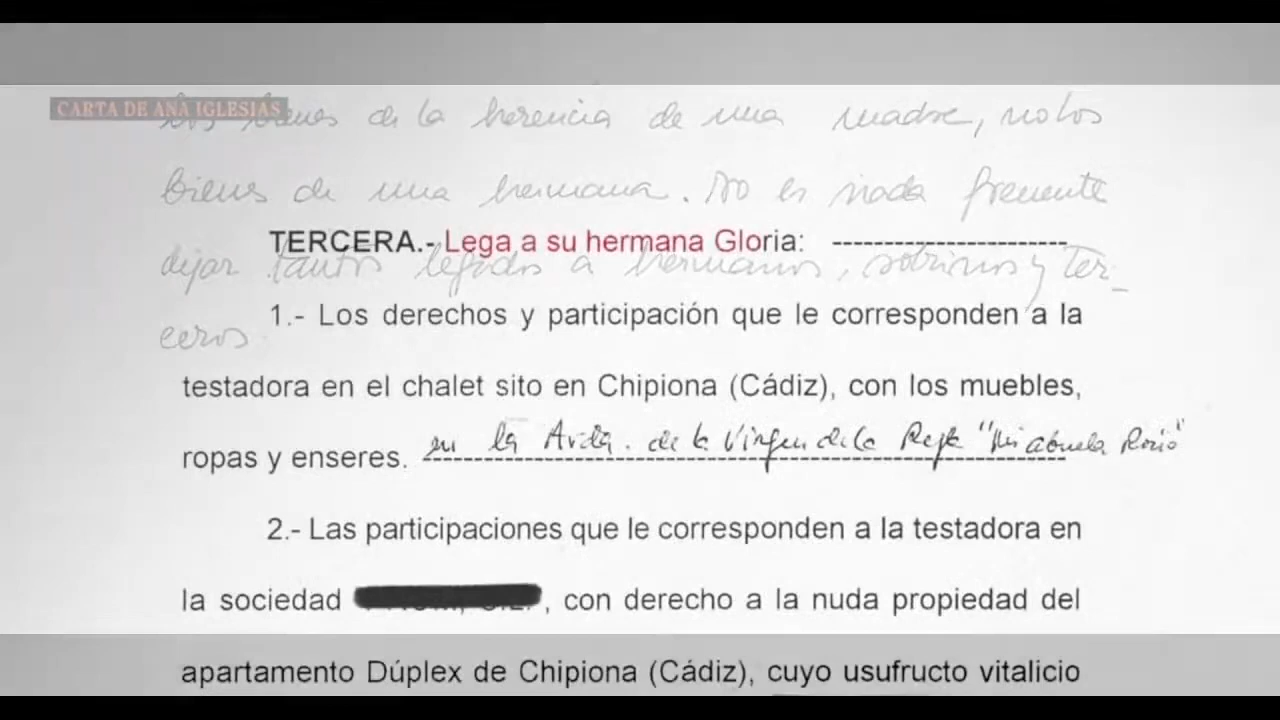 CARTA DE ANA IGLESIAS
los bienes de la herencia de una madre, no los
bienes de una hermana. No es nada frecuente
TERCERA.- Lega a su hermana Gloria: ----------------------
dejar tantos legados a hermanos, sobrinos y ter-
1.- Los derechos y participación que le corresponden a la
ceros.
testadora en el chalet sito en Chipiona (Cádiz), con los muebles,
en la Avda. de la Virgen de la Regla "Mi abuela Rocío"
ropas y enseres.
2.- Las participaciones que le corresponden a la testadora en
la sociedad , con derecho a la nuda propiedad del
apartamento Dúplex de Chipiona (Cádiz), cuyo usufructo vitalicio